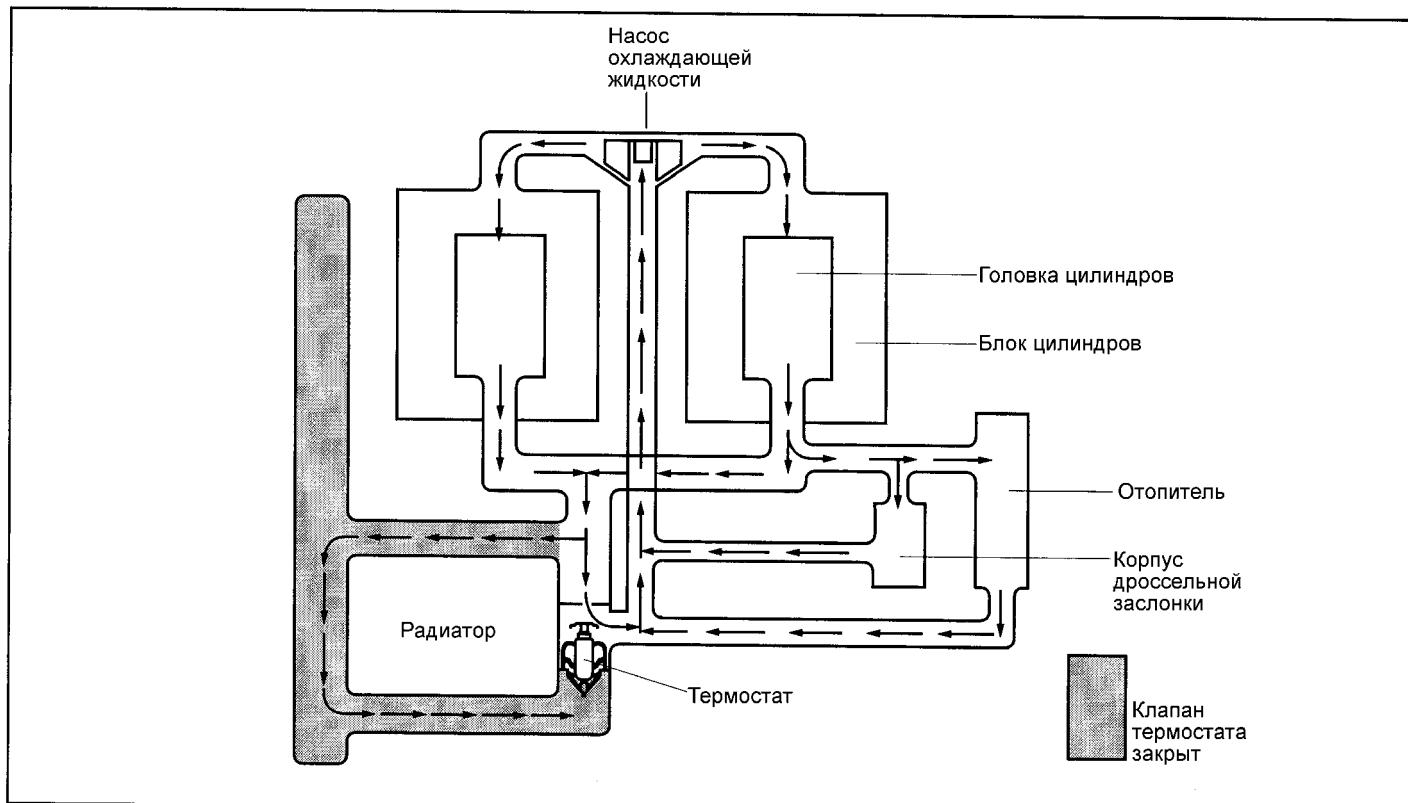 Насос
охлаждающей
жидкости
Головка цилиндров
Блок цилиндров
Отопитель
Корпус
дроссельной
заслонки
Радиатор
Термостат
Клапан
термостата
закрыт